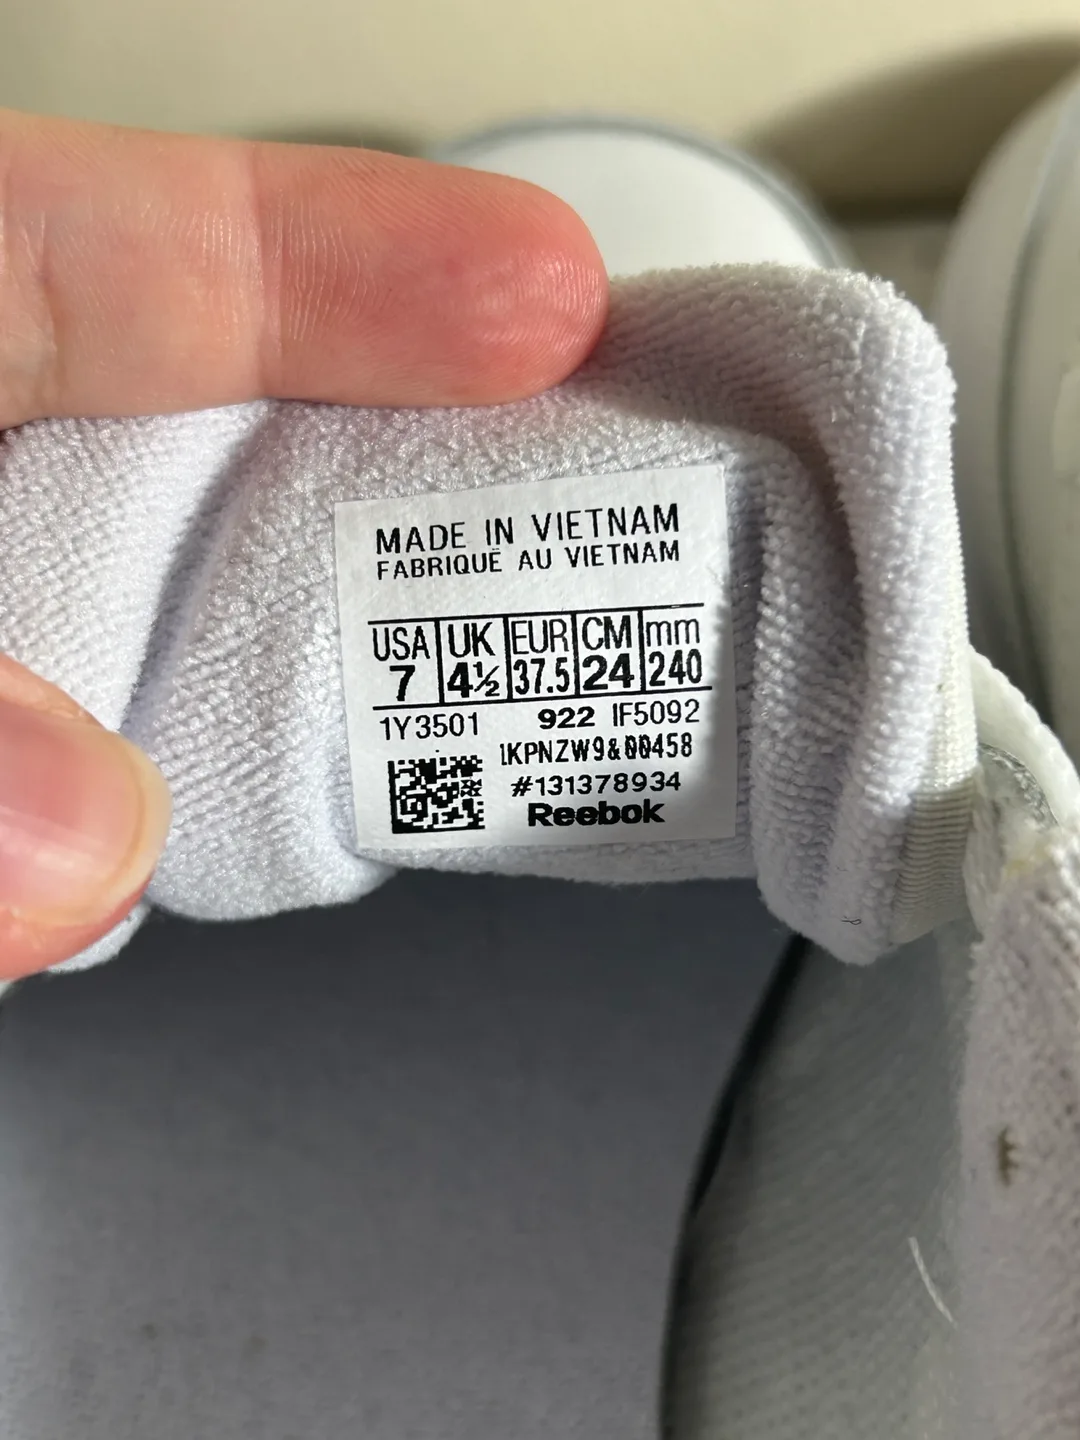 MADE IN VIETNAM
FABRIQUÉ AU VIETNAM
USA UK EUR CM mm
7 4½ 37.5 24 240
1Y3501 922 IF5092
1KPNZW9&00458
#131378934
Reebok